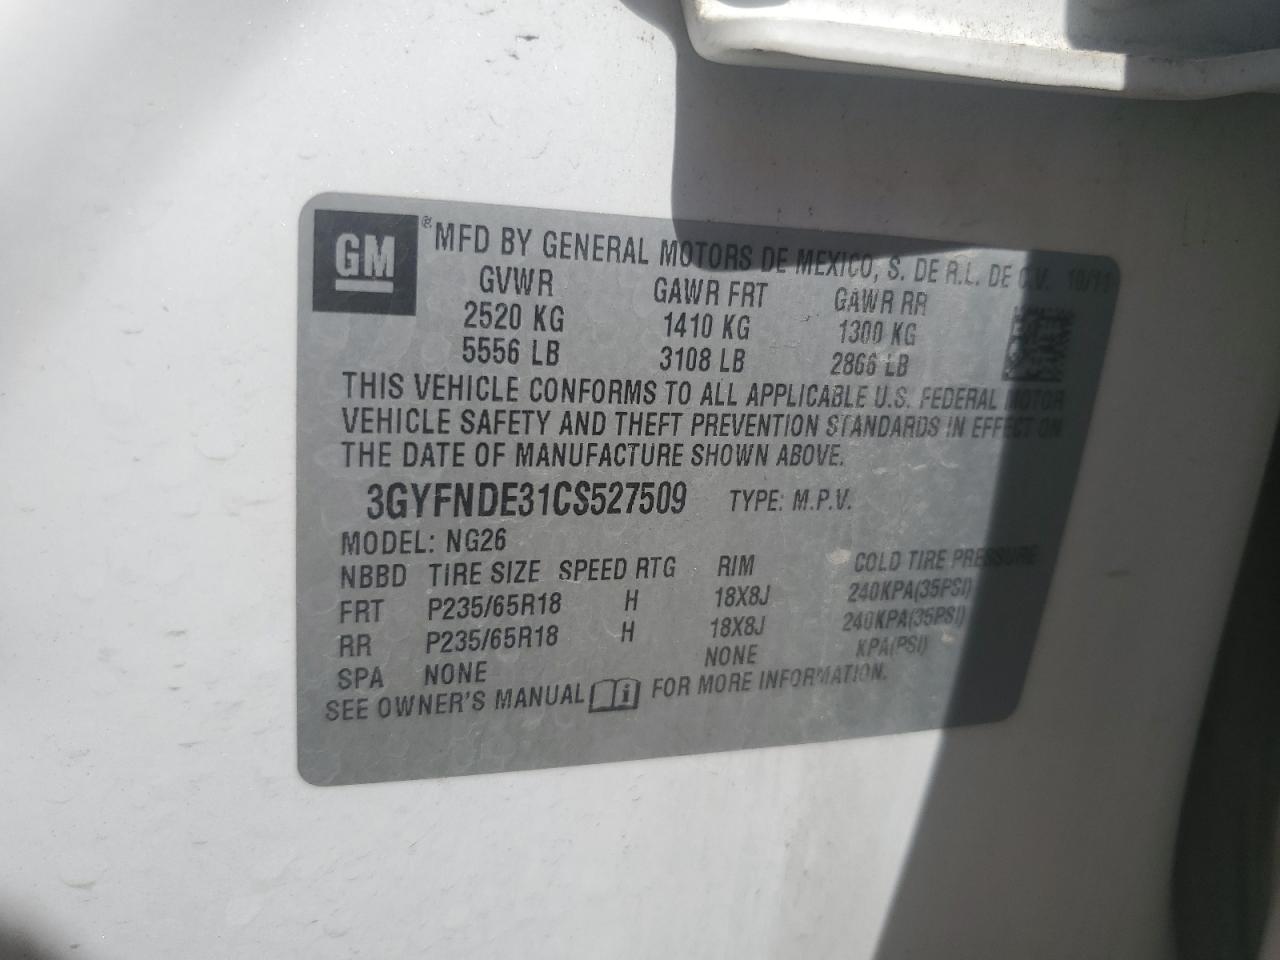 GM ® MFD BY GENERAL MOTORS DE MEXICO, S. DE R.L. DE C.V. 10/11
GVWR GAWR FRT GAWR RR
2520 KG 1410 KG 1300 KG
5556 LB 3108 LB 2866 LB
THIS VEHICLE CONFORMS TO ALL APPLICABLE U.S. FEDERAL MOTOR
VEHICLE SAFETY AND THEFT PREVENTION STANDARDS IN EFFECT ON
THE DATE OF MANUFACTURE SHOWN ABOVE.
3GYFNDE31CS527509 TYPE: M.P.V.
MODEL: NG26
NBBD TIRE SIZE SPEED RTG RIM COLD TIRE PRESSURE
FRT P235/65R18 H 18X8J 240KPA(35PSI)
RR P235/65R18 H 18X8J 240KPA(35PSI)
SPA NONE NONE KPA(PSI)
SEE OWNER'S MANUAL i FOR MORE INFORMATION.